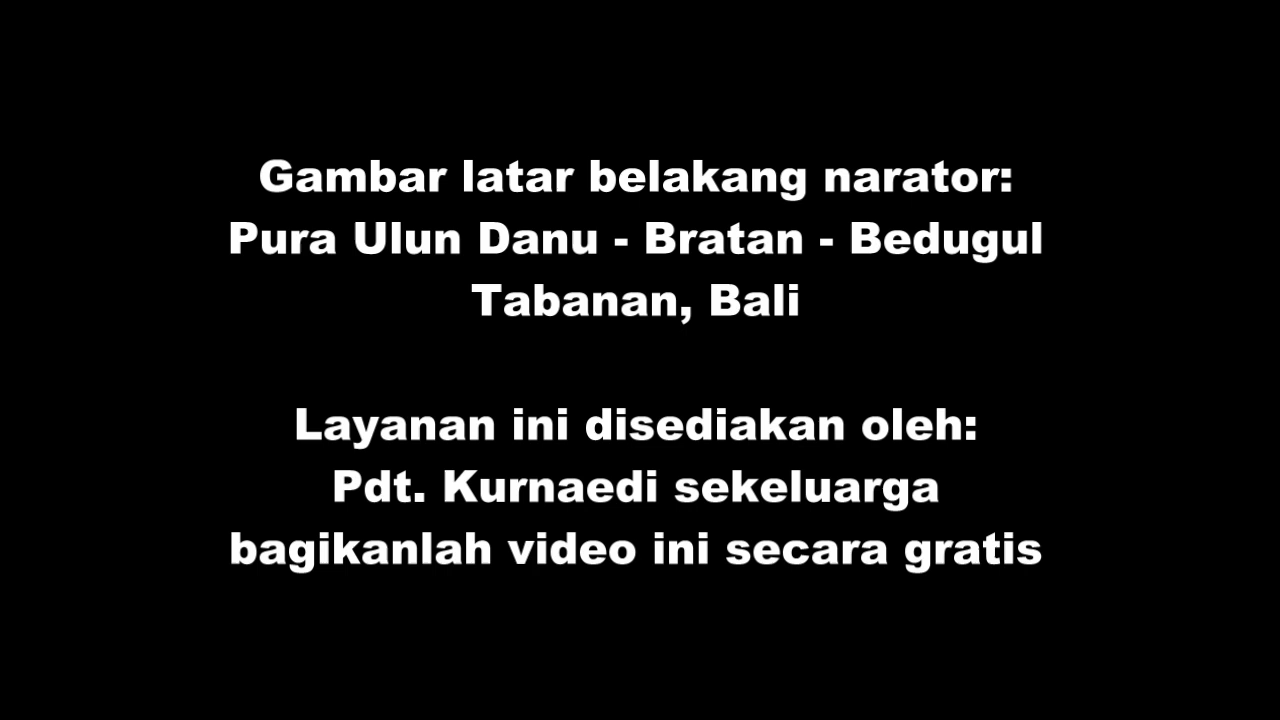 Gambar latar belakang narator:
Pura Ulun Danu - Bratan - Bedugul
Tabanan, Bali
Layanan ini disediakan oleh:
Pdt. Kurnaedi sekeluarga
bagikanlah video ini secara gratis